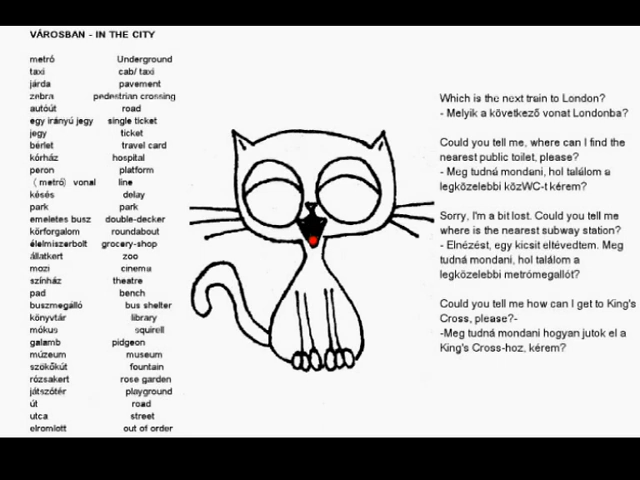 VÁROSBAN - IN THE CITY
metró Underground
taxi cab/ taxi
járda pavement
zebra pedestrian crossing
autóút road
egy irányú jegy single ticket
jegy ticket
bérlet travel card
kórház hospital
peron platform
( metró) vonal line
késés delay
park park
emeletes busz double-decker
körforgalom roundabout
élelmiszerbolt grocery-shop
állatkert zoo
mozi cinema
színház theatre
pad bench
buszmegálló bus shelter
könyvtár library
mókus squirell
galamb pidgeon
múzeum museum
szökőkút fountain
rózsakert rose garden
játszótér playground
út road
utca street
elromlott out of order
Which is the next train to London?
- Melyik a következő vonat Londonba?
Could you tell me, where can I find the
nearest public toilet, please?
- Meg tudná mondani, hol találom a
legközelebbi közWC-t kérem?
Sorry, I'm a bit lost. Could you tell me
where is the nearest subway station?
- Elnézést, egy kicsit eltévedtem. Meg
tudná mondani, hol találom a
legközelebbi metrómegállót?
Could you tell me how can I get to King's
Cross, please?-
-Meg tudná mondani hogyan jutok el a
King's Cross-hoz, kérem?